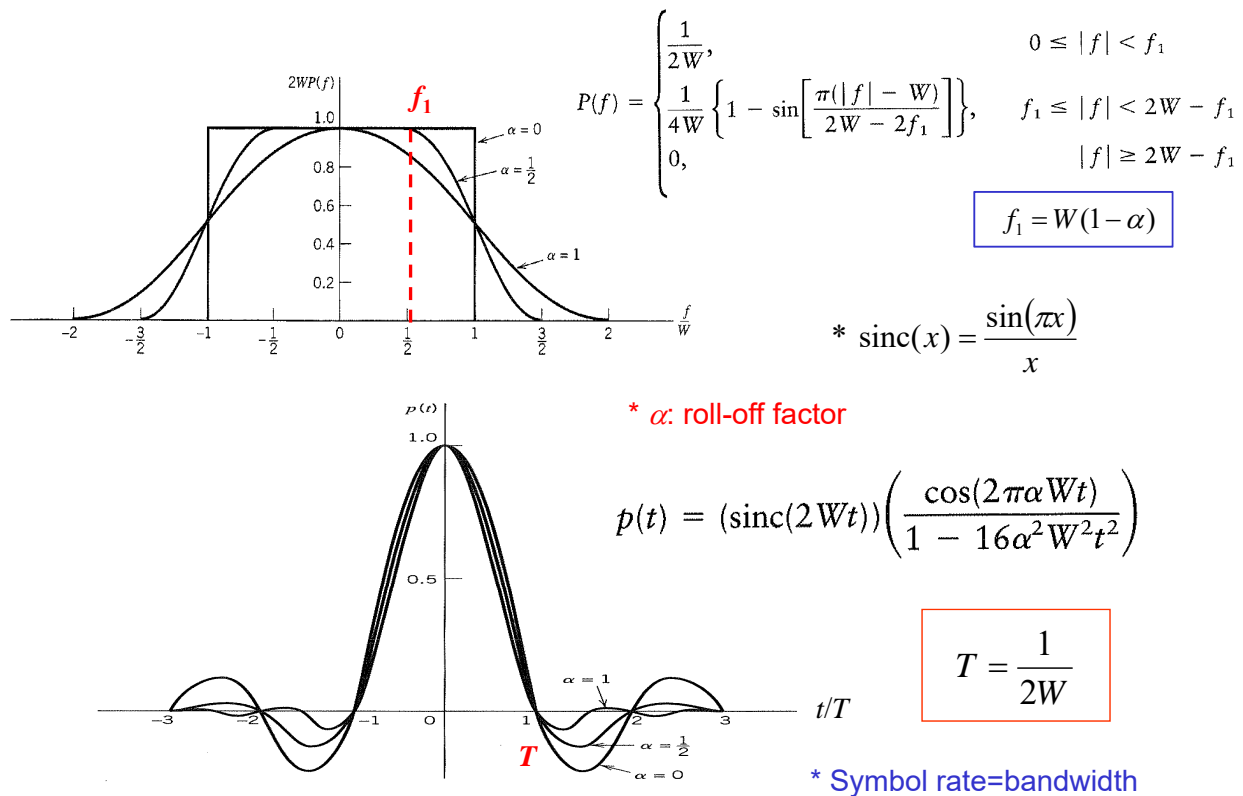 2WP(f)
f₁
1.0
0.8
0.6
0.4
0.2
α = 0
α = 1/2
α = 1
-2 -3/2 -1 -1/2 0 1/2 1 3/2 2 f/W
P(f) = { 1/2W, 0 ≤ |f| < f₁
1/4W {1 − sin[π(|f| − W)/(2W − 2f₁)]}, f₁ ≤ |f| < 2W − f₁
0, |f| ≥ 2W − f₁
f₁ = W(1−α)
* sinc(x) = sin(πx)/x
* α: roll-off factor
p(t)
1.0
0.5
α = 1
-3 -2 -1 0 1 2 3 t/T
T
α = 1/2
α = 0
p(t) = (sinc(2Wt))(cos(2παWt)/(1 − 16α²W²t²))
T = 1/2W
* Symbol rate=bandwidth